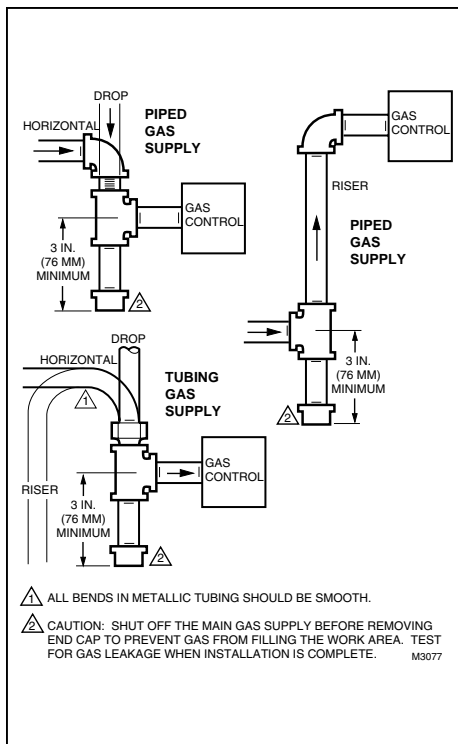 DROP
HORIZONTAL
PIPED
GAS
SUPPLY
GAS
CONTROL
3 IN.
(76 MM)
MINIMUM
2
GAS
CONTROL
RISER
PIPED
GAS
SUPPLY
3 IN.
(76 MM)
MINIMUM
2
DROP
HORIZONTAL
TUBING
GAS
SUPPLY
1
GAS
CONTROL
RISER
3 IN.
(76 MM)
MINIMUM
2
1 ALL BENDS IN METALLIC TUBING SHOULD BE SMOOTH.
2 CAUTION: SHUT OFF THE MAIN GAS SUPPLY BEFORE REMOVING
END CAP TO PREVENT GAS FROM FILLING THE WORK AREA. TEST
FOR GAS LEAKAGE WHEN INSTALLATION IS COMPLETE. M3077